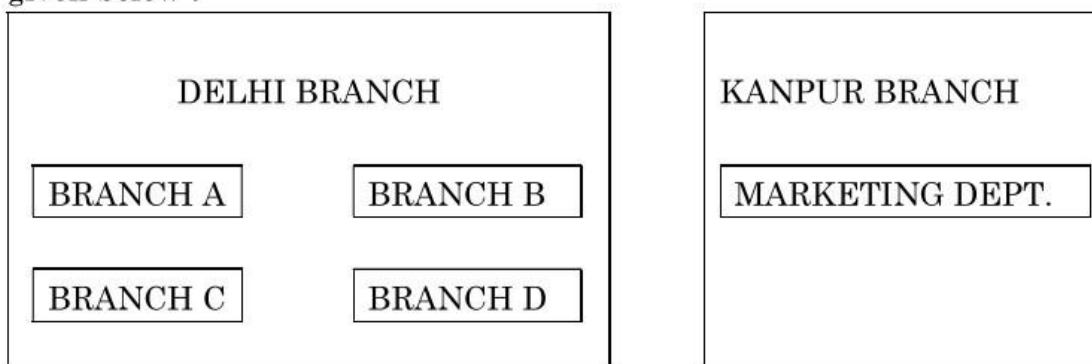 given below :
DELHI BRANCH KANPUR BRANCH
BRANCH A BRANCH B MARKETING DEPT.
BRANCH C BRANCH D